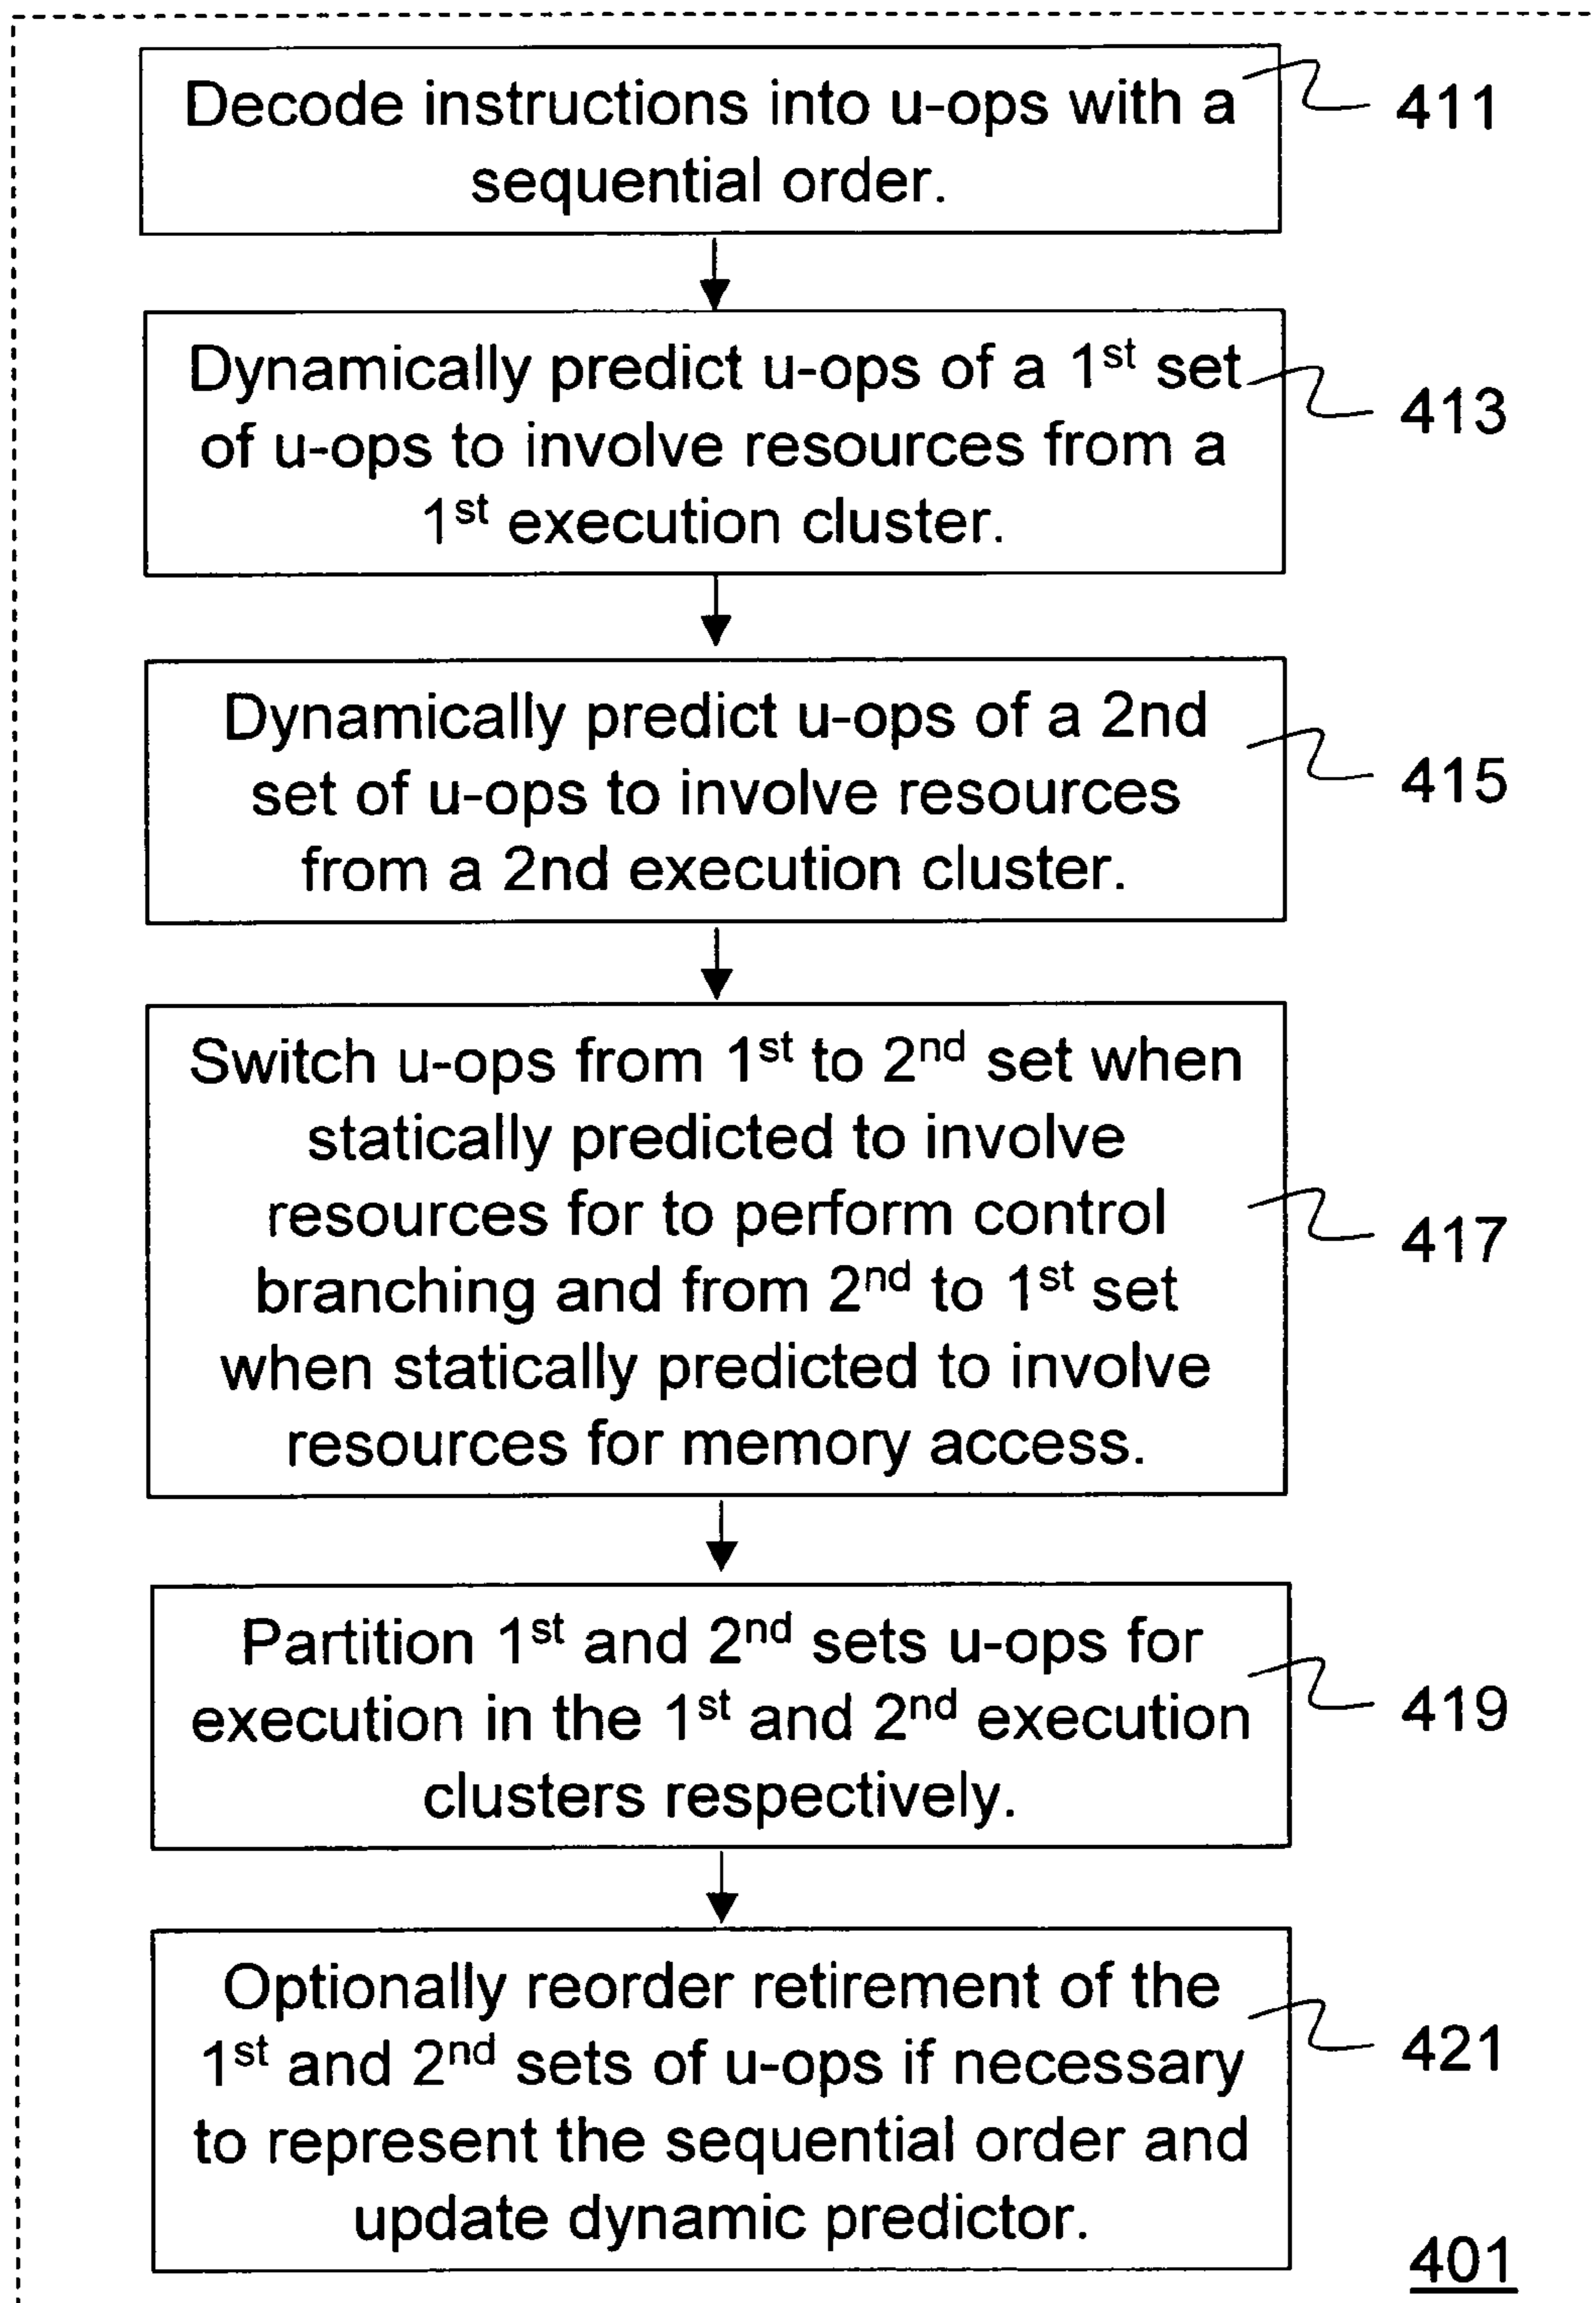 Decode instructions into u-ops with a
sequential order.
411
Dynamically predict u-ops of a 1st set
of u-ops to involve resources from a
1st execution cluster.
413
Dynamically predict u-ops of a 2nd
set of u-ops to involve resources
from a 2nd execution cluster.
415
Switch u-ops from 1st to 2nd set when
statically predicted to involve
resources for to perform control
branching and from 2nd to 1st set
when statically predicted to involve
resources for memory access.
417
Partition 1st and 2nd sets u-ops for
execution in the 1st and 2nd execution
clusters respectively.
419
Optionally reorder retirement of the
1st and 2nd sets of u-ops if necessary
to represent the sequential order and
update dynamic predictor.
421
401